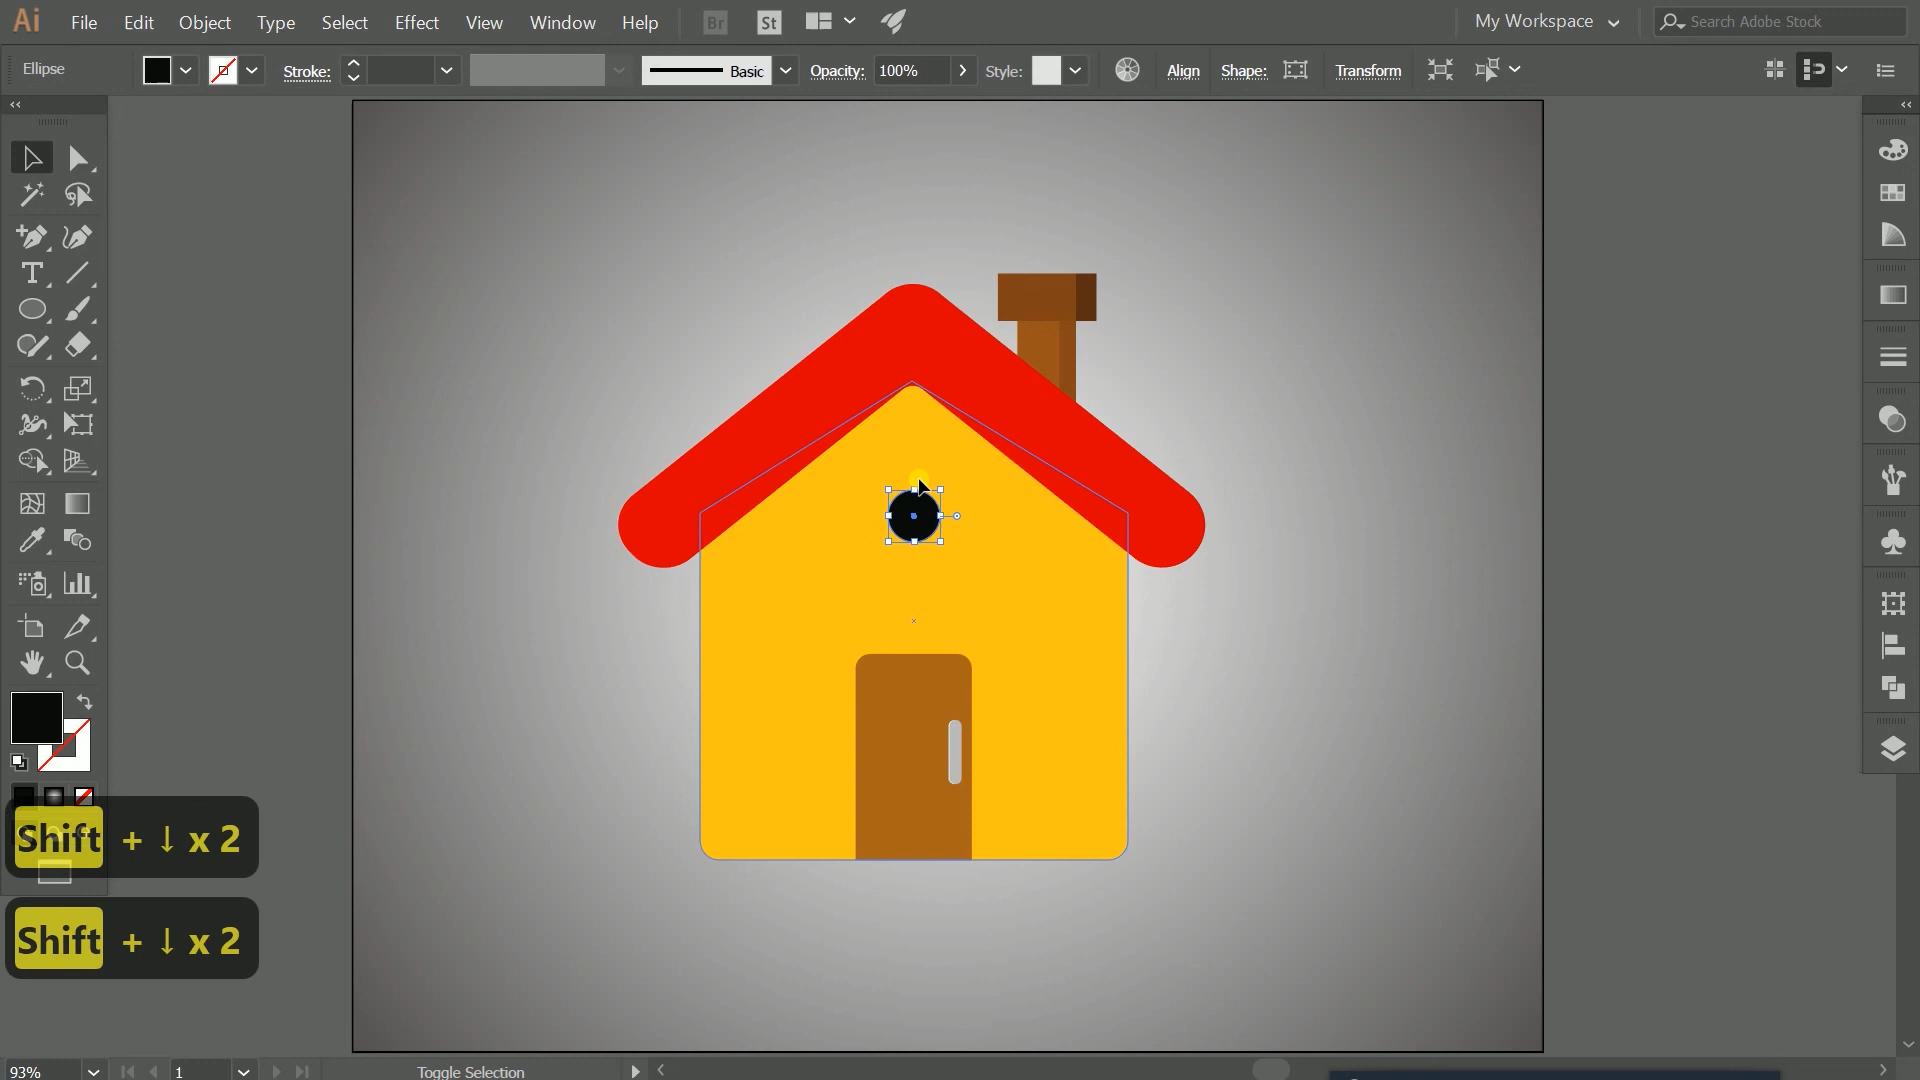 Ai File Edit Object Type Select Effect View Window Help Br St My Workspace Search Adobe Stock
Ellipse Stroke: Basic Opacity: 100% Style: Align Shape: Transform
Shift + ↓ x 2
Shift + ↓ x 2
93% 1 Toggle Selection